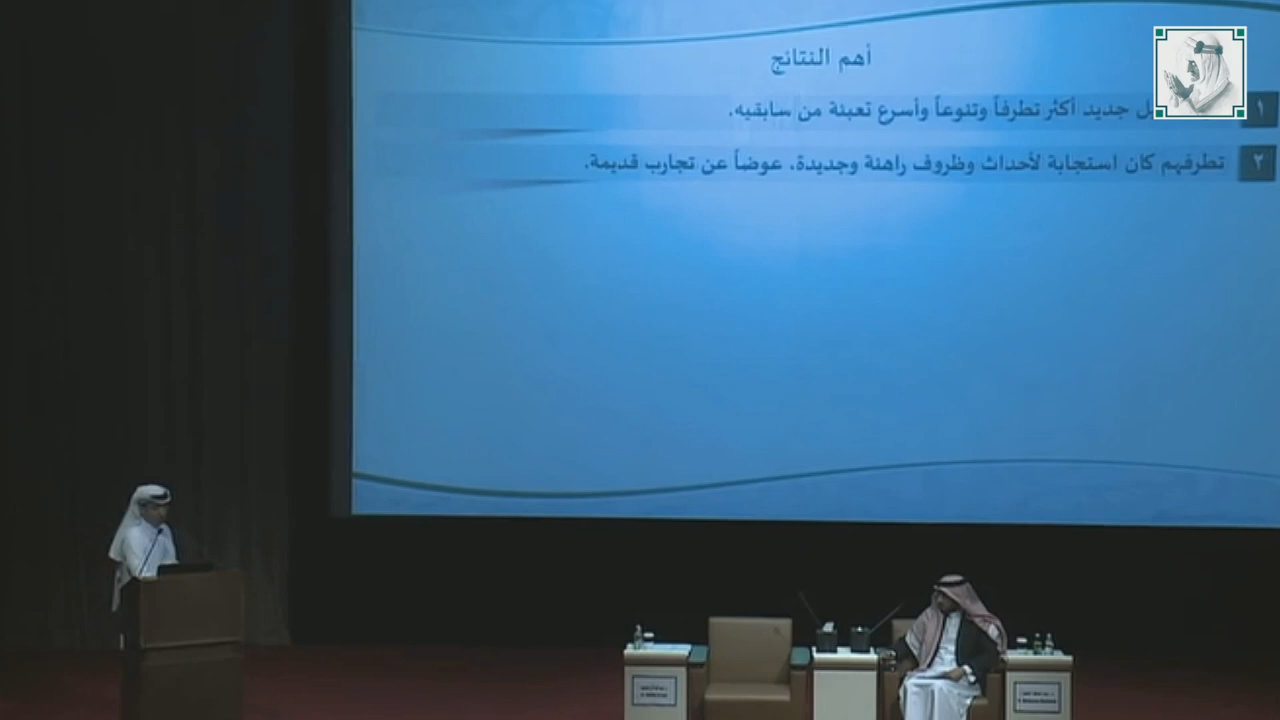 أهم النتائج
١ جديد أكثر تطرفاً وتنوعاً وأسرع تعبئة من سابقيه.
٢ تطرفهم كان استجابة لأحداث وظروف راهنة وجديدة، عوضاً عن تجارب قديمة.